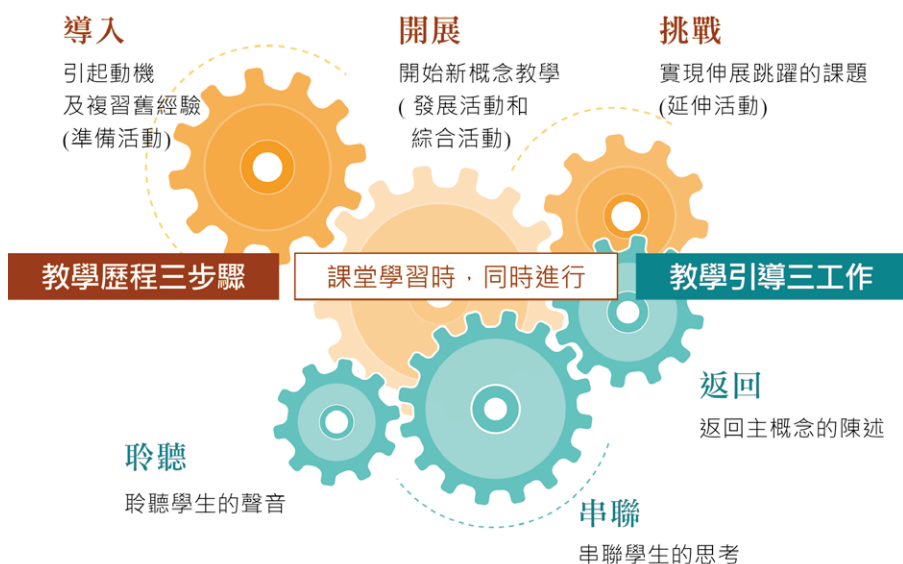 導入
引起動機
及複習舊經驗
(準備活動)
開展
開始新概念教學
( 發展活動和
綜合活動)
挑戰
實現伸展跳躍的課題
(延伸活動)
教學歷程三步驟
課堂學習時，同時進行
教學引導三工作
返回
返回主概念的陳述
聆聽
聆聽學生的聲音
串聯
串聯學生的思考